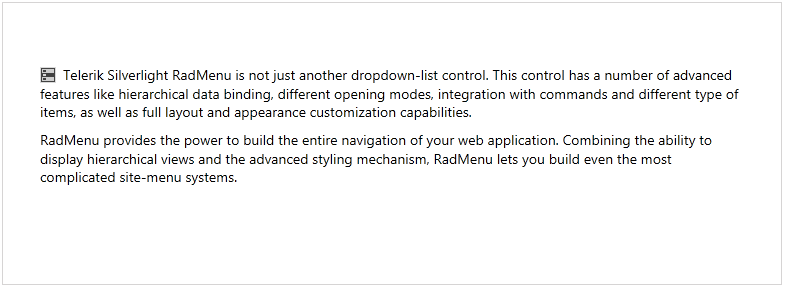 Telerik Silverlight RadMenu is not just another dropdown-list control. This control has a number of advanced
features like hierarchical data binding, different opening modes, integration with commands and different type of
items, as well as full layout and appearance customization capabilities.
RadMenu provides the power to build the entire navigation of your web application. Combining the ability to
display hierarchical views and the advanced styling mechanism, RadMenu lets you build even the most
complicated site-menu systems.